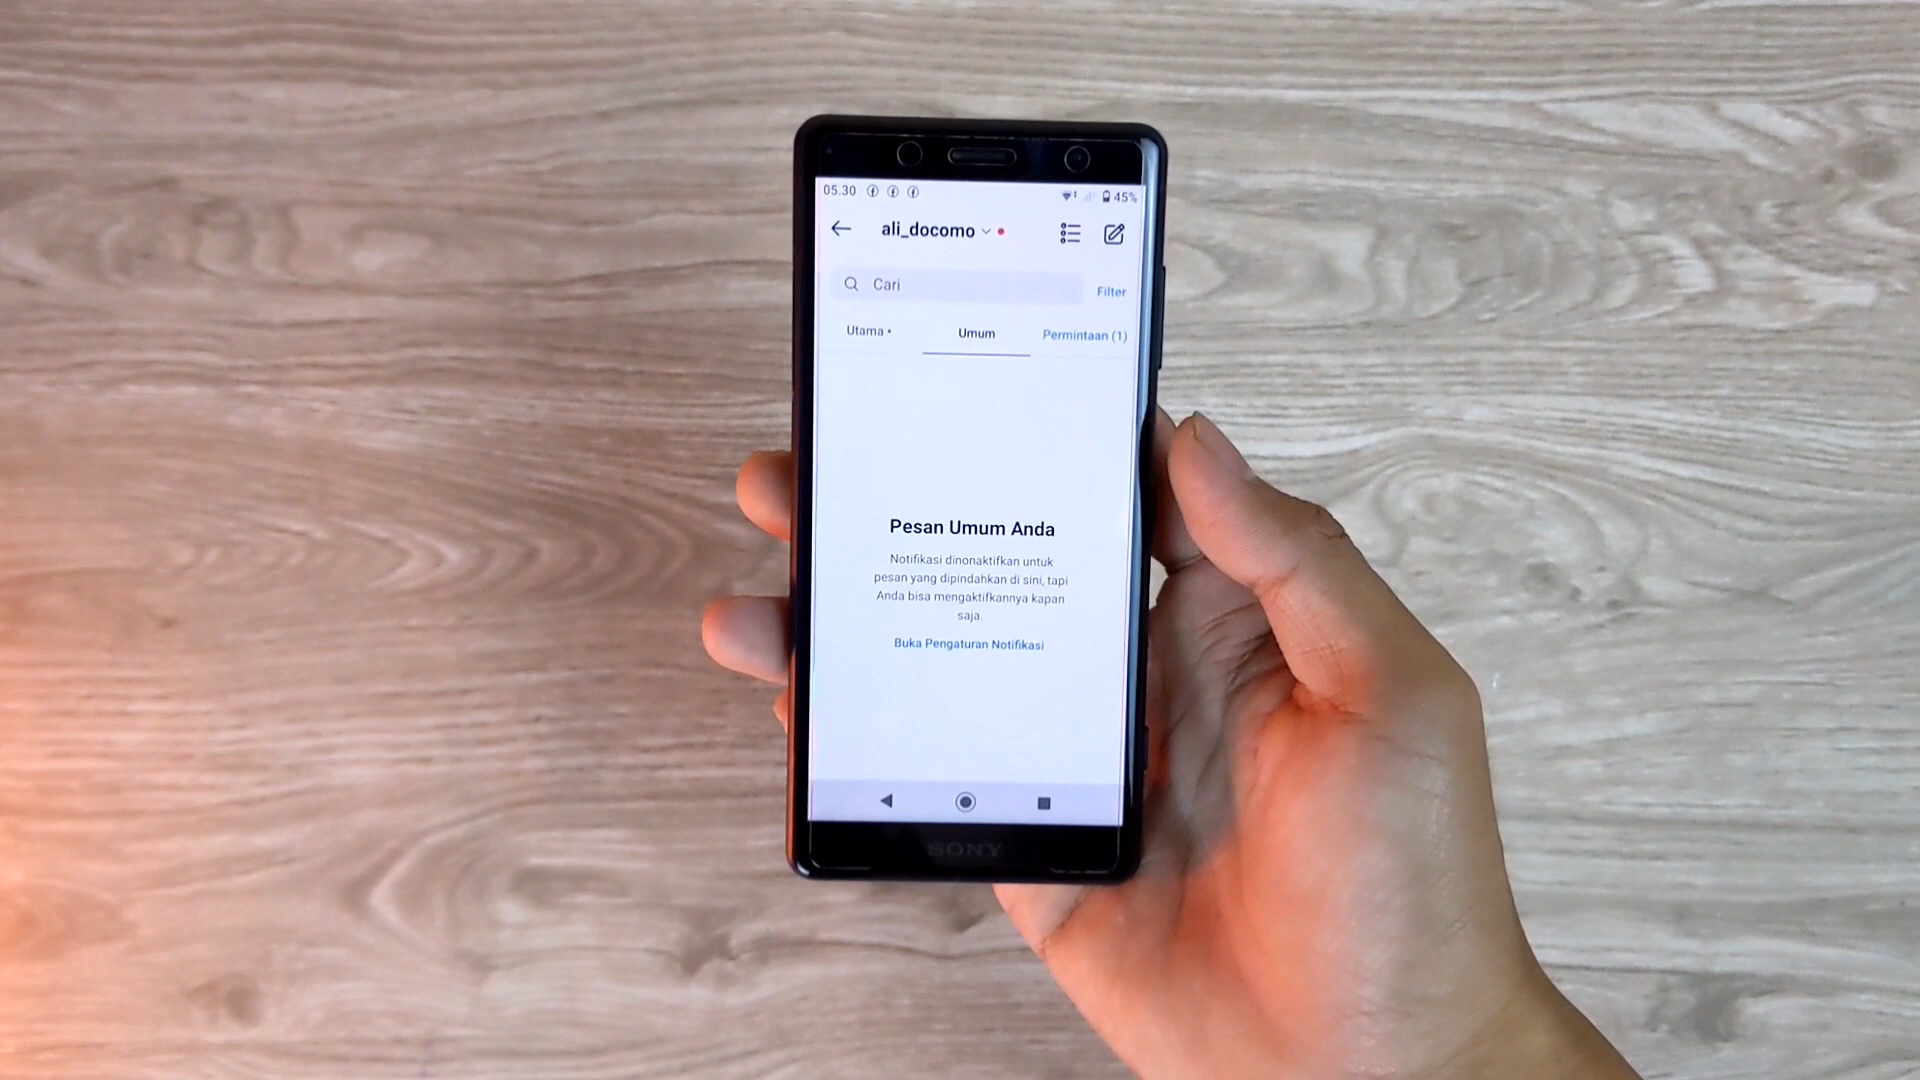 05.30 45%
ali_docomo
Cari Filter
Utama • Umum Permintaan (1)
Pesan Umum Anda
Notifikasi dinonaktifkan untuk
pesan yang dipindahkan di sini, tapi
Anda bisa mengaktifkannya kapan
saja.
Buka Pengaturan Notifikasi
SONY